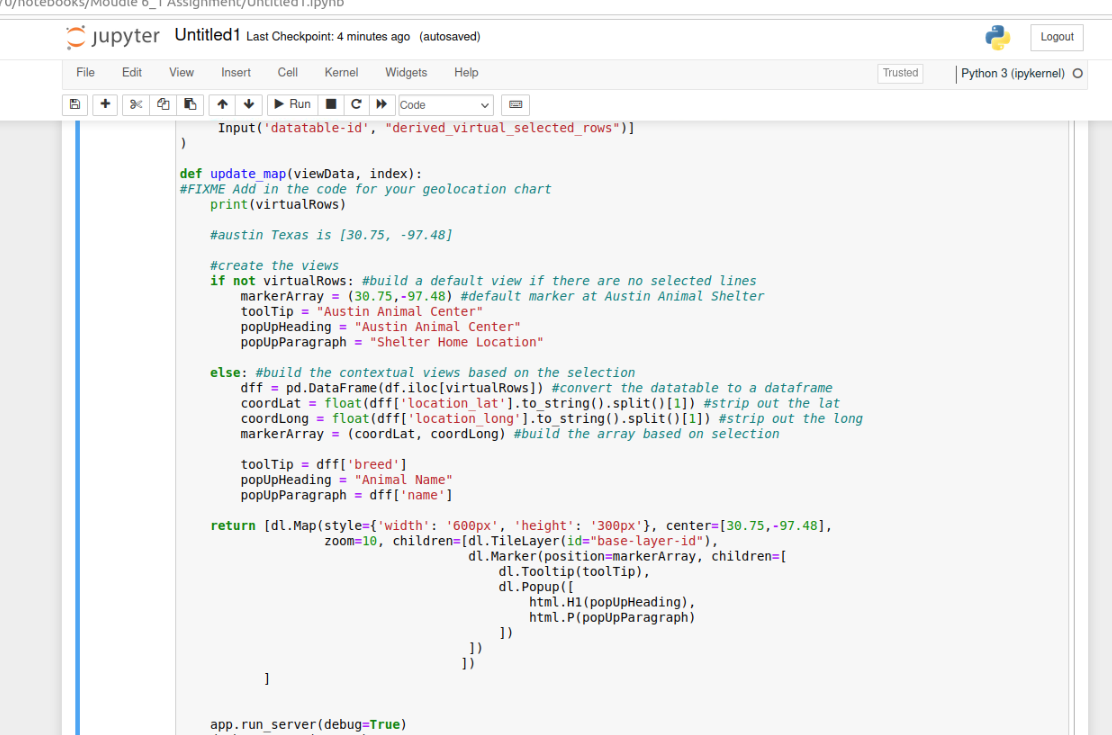 70/notebooks/Moudle 6_1 Assignment/Untitled1.ipynb
jupyter Untitled1 Last Checkpoint: 4 minutes ago (autosaved)
Logout
File Edit View Insert Cell Kernel Widgets Help
Trusted Python 3 (ipykernel)
Run Code
Input('datatable-id', "derived_virtual_selected_rows")]
)
def update_map(viewData, index):
#FIXME Add in the code for your geolocation chart
print(virtualRows)
#austin Texas is [30.75, -97.48]
#create the views
if not virtualRows: #build a default view if there are no selected lines
markerArray = (30.75,-97.48) #default marker at Austin Animal Shelter
toolTip = "Austin Animal Center"
popUpHeading = "Austin Animal Center"
popUpParagraph = "Shelter Home Location"
else: #build the contextual views based on the selection
dff = pd.DataFrame(df.iloc[virtualRows]) #convert the datatable to a dataframe
coordLat = float(dff['location_lat'].to_string().split()[1]) #strip out the lat
coordLong = float(dff['location_long'].to_string().split()[1]) #strip out the long
markerArray = (coordLat, coordLong) #build the array based on selection
toolTip = dff['breed']
popUpHeading = "Animal Name"
popUpParagraph = dff['name']
return [dl.Map(style={'width': '600px', 'height': '300px'}, center=[30.75,-97.48],
zoom=10, children=[dl.TileLayer(id="base-layer-id"),
dl.Marker(position=markerArray, children=[
dl.Tooltip(toolTip),
dl.Popup([
html.H1(popUpHeading),
html.P(popUpParagraph)
])
])
])
]
app.run_server(debug=True)